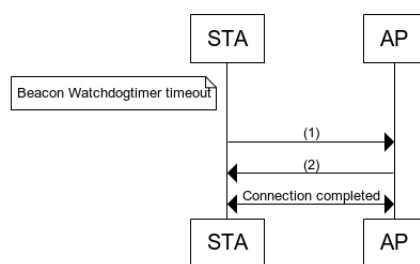 STA
AP
Beacon Watchdogtimer timeout
(1)
(2)
Connection completed
STA
AP